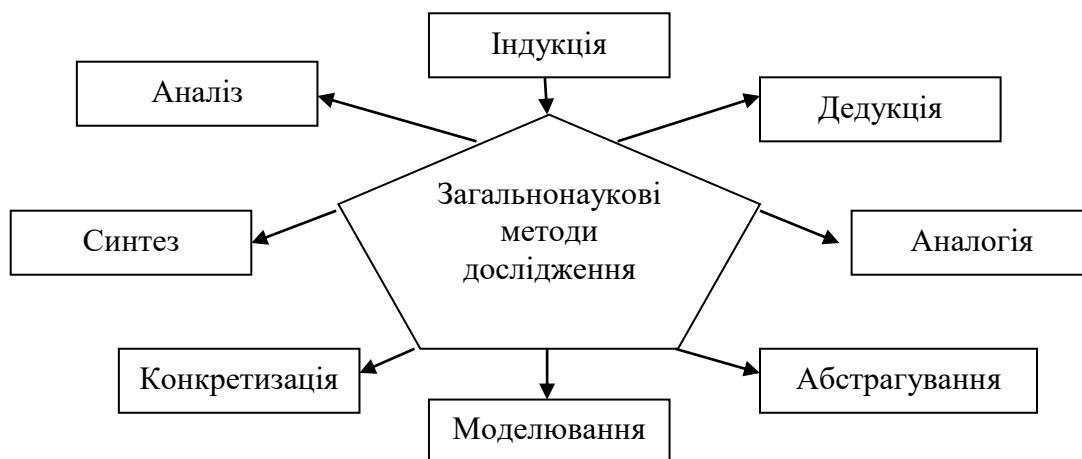 Індукція
Аналіз
Дедукція
Загальнонаукові
методи
дослідження
Синтез
Аналогія
Конкретизація
Абстрагування
Моделювання